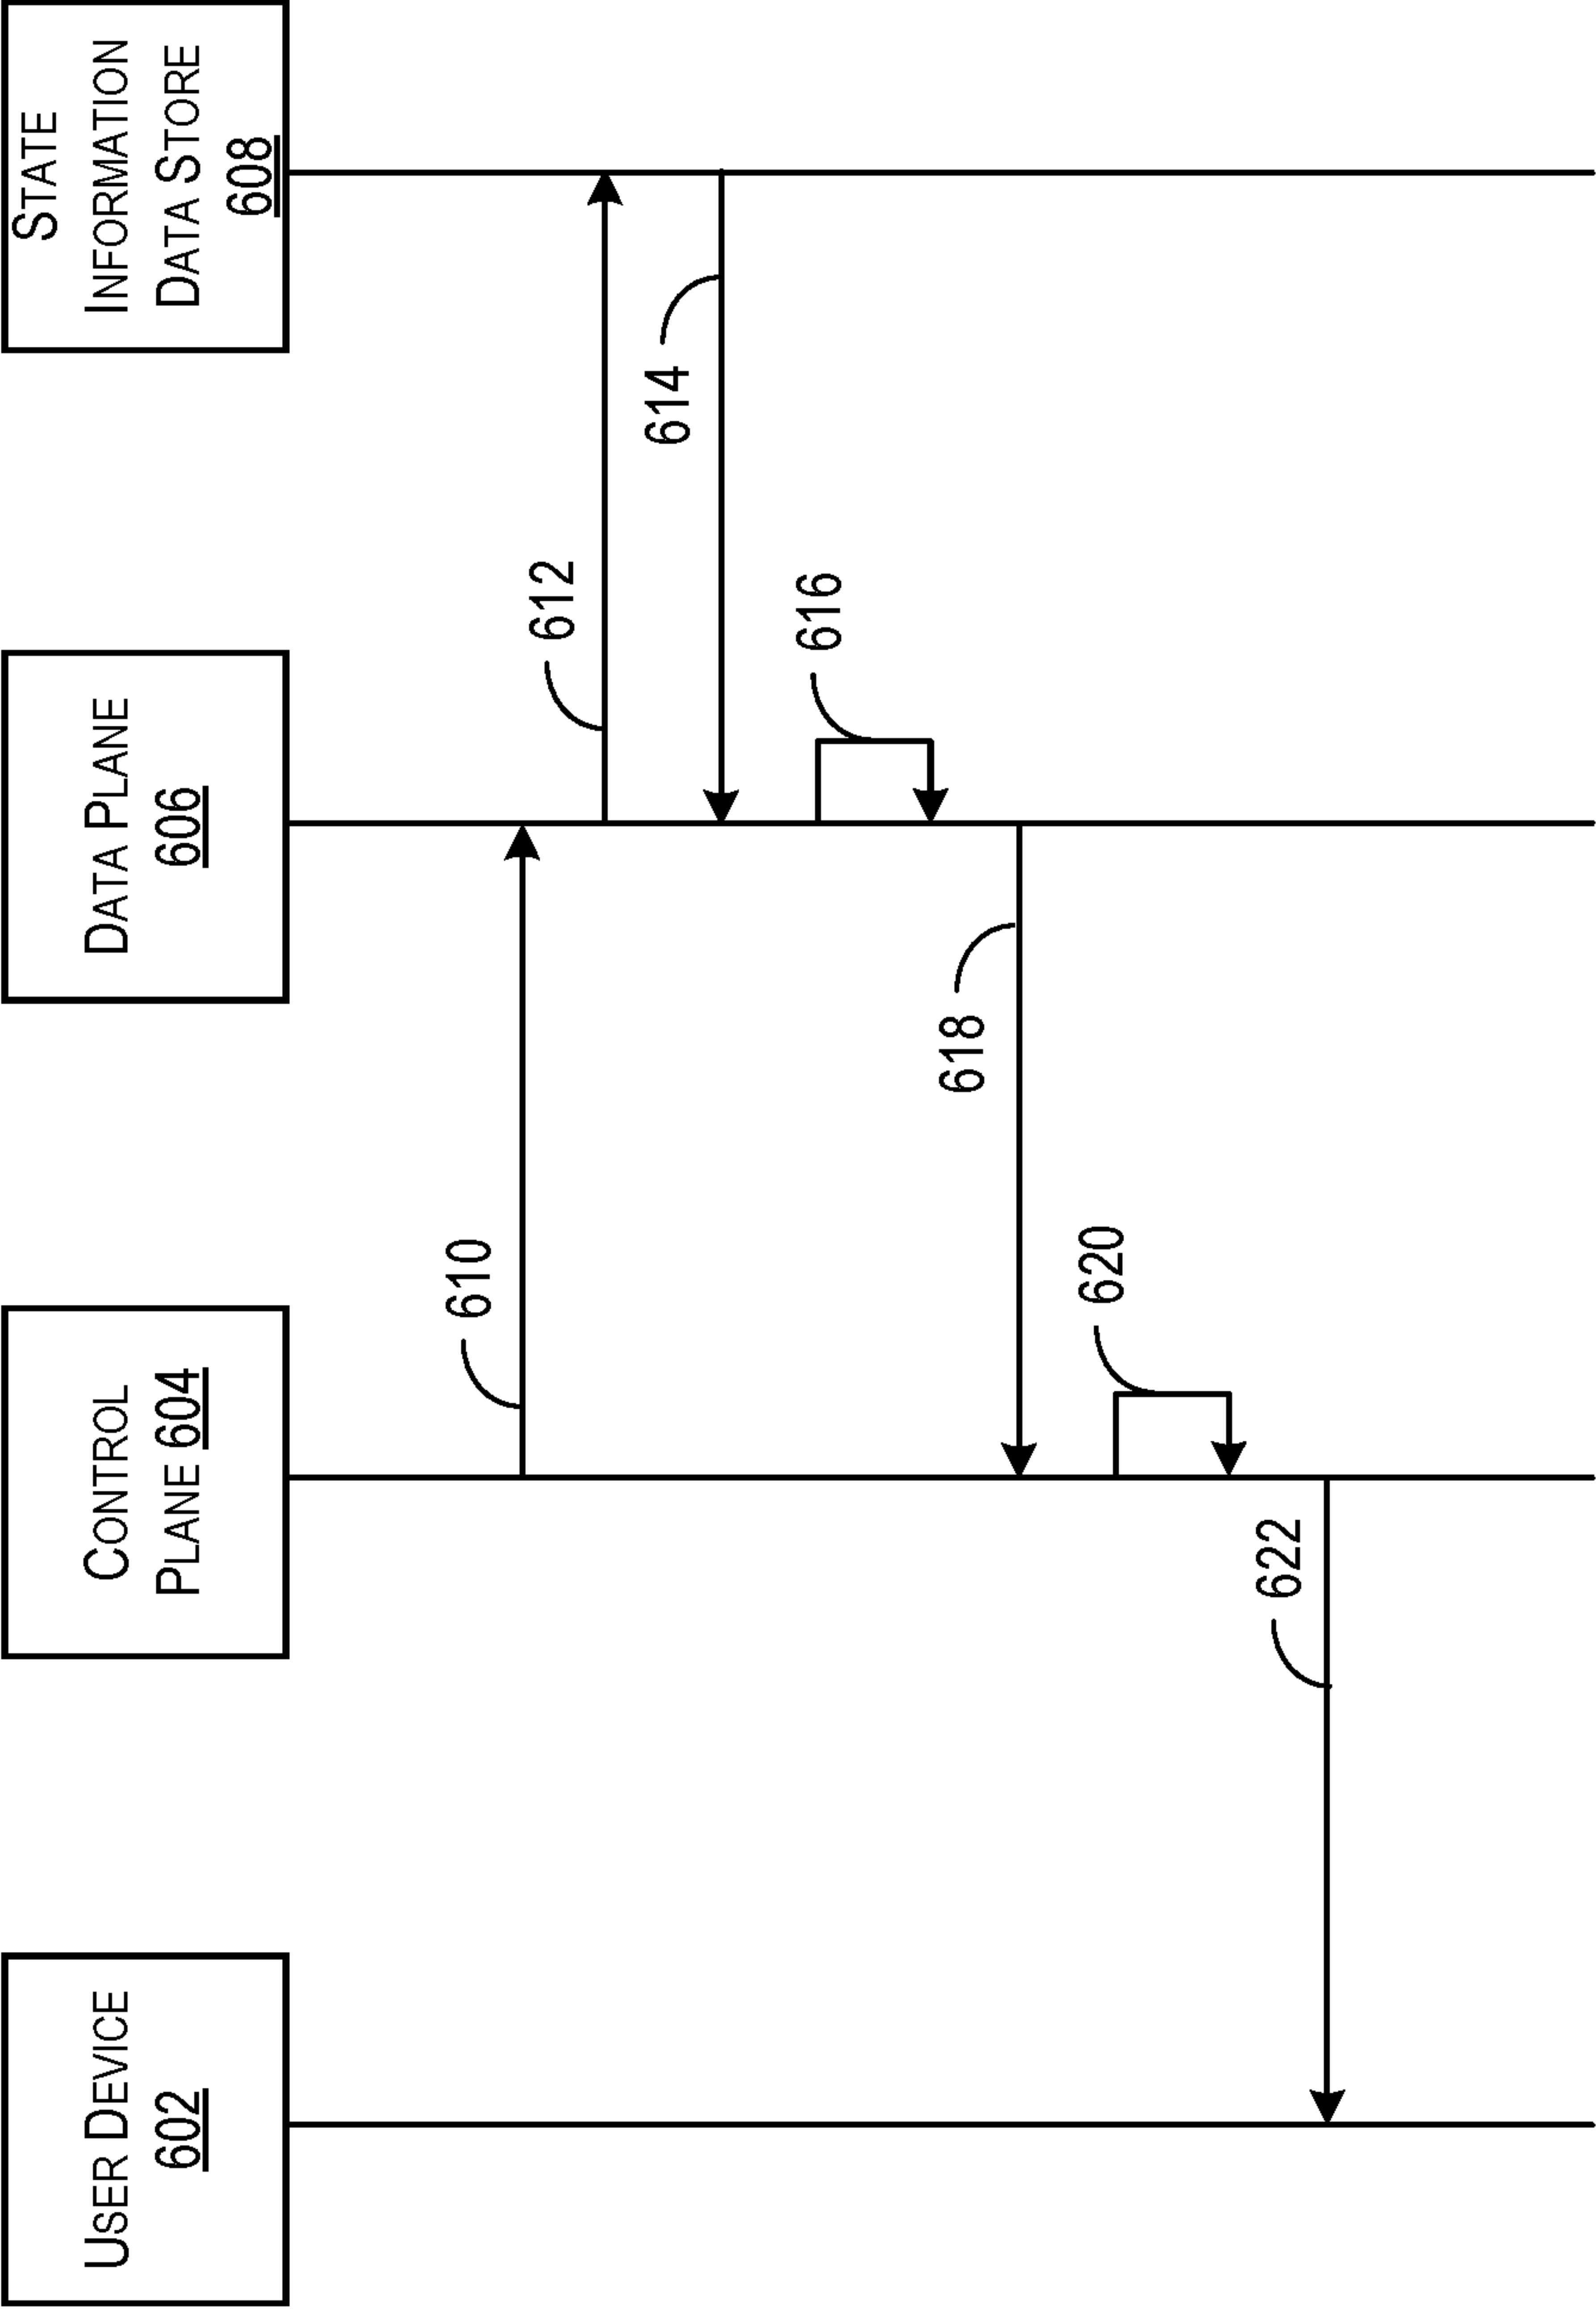 USER DEVICE
602
CONTROL
PLANE 604
DATA PLANE
606
STATE
INFORMATION
DATA STORE
608
610
612
614
616
618
620
622